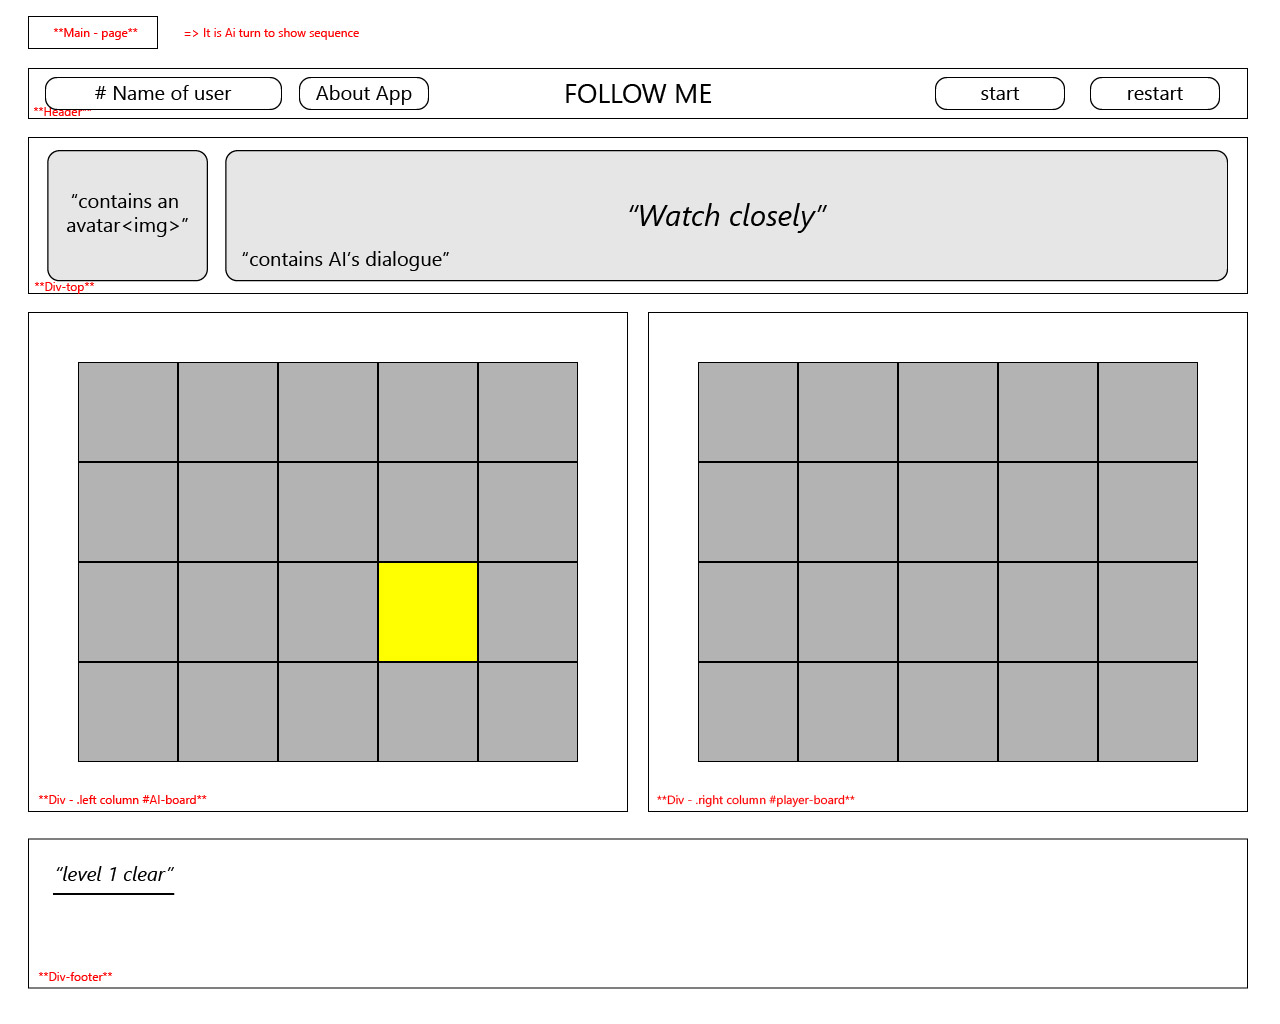 **Main - page**
=> It is Ai turn to show sequence
# Name of user
About App
FOLLOW ME
start
restart
**Header**
“contains an
avatar<img>”
“Watch closely”
“contains AI’s dialogue”
**Div-top**
**Div - .left column #AI-board**
**Div - .right column #player-board**
“level 1 clear”
**Div-footer**